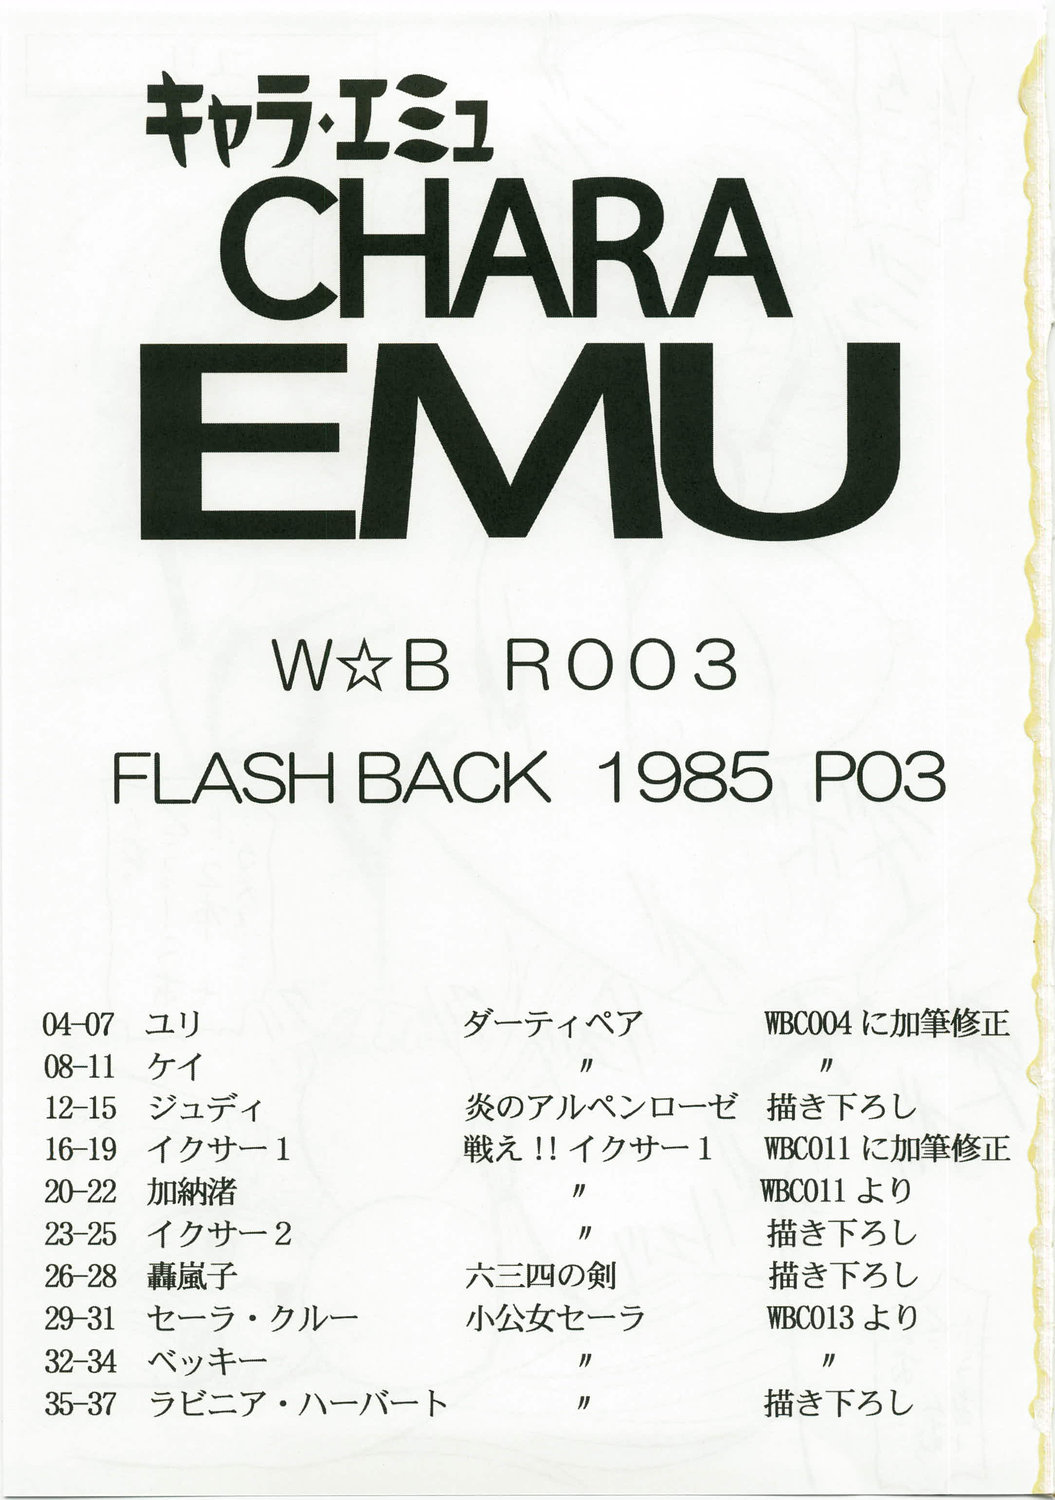 キャラ・エミュ
CHARA
EMU
W☆B R003
FLASH BACK 1985 P03
04-07 ユリ ダーティペア WBC004に加筆修正
08-11 ケイ 〃 〃
12-15 ジュディ 炎のアルペンローゼ 描き下ろし
16-19 イクサー1 戦え!!イクサー1 WBC011に加筆修正
20-22 加納渚 〃 WBC011より
23-25 イクサー2 〃 描き下ろし
26-28 轟嵐子 六三四の剣 描き下ろし
29-31 セーラ・クルー 小公女セーラ WBC013より
32-34 ベッキー 〃 〃
35-37 ラビニア・ハーバート 〃 描き下ろし